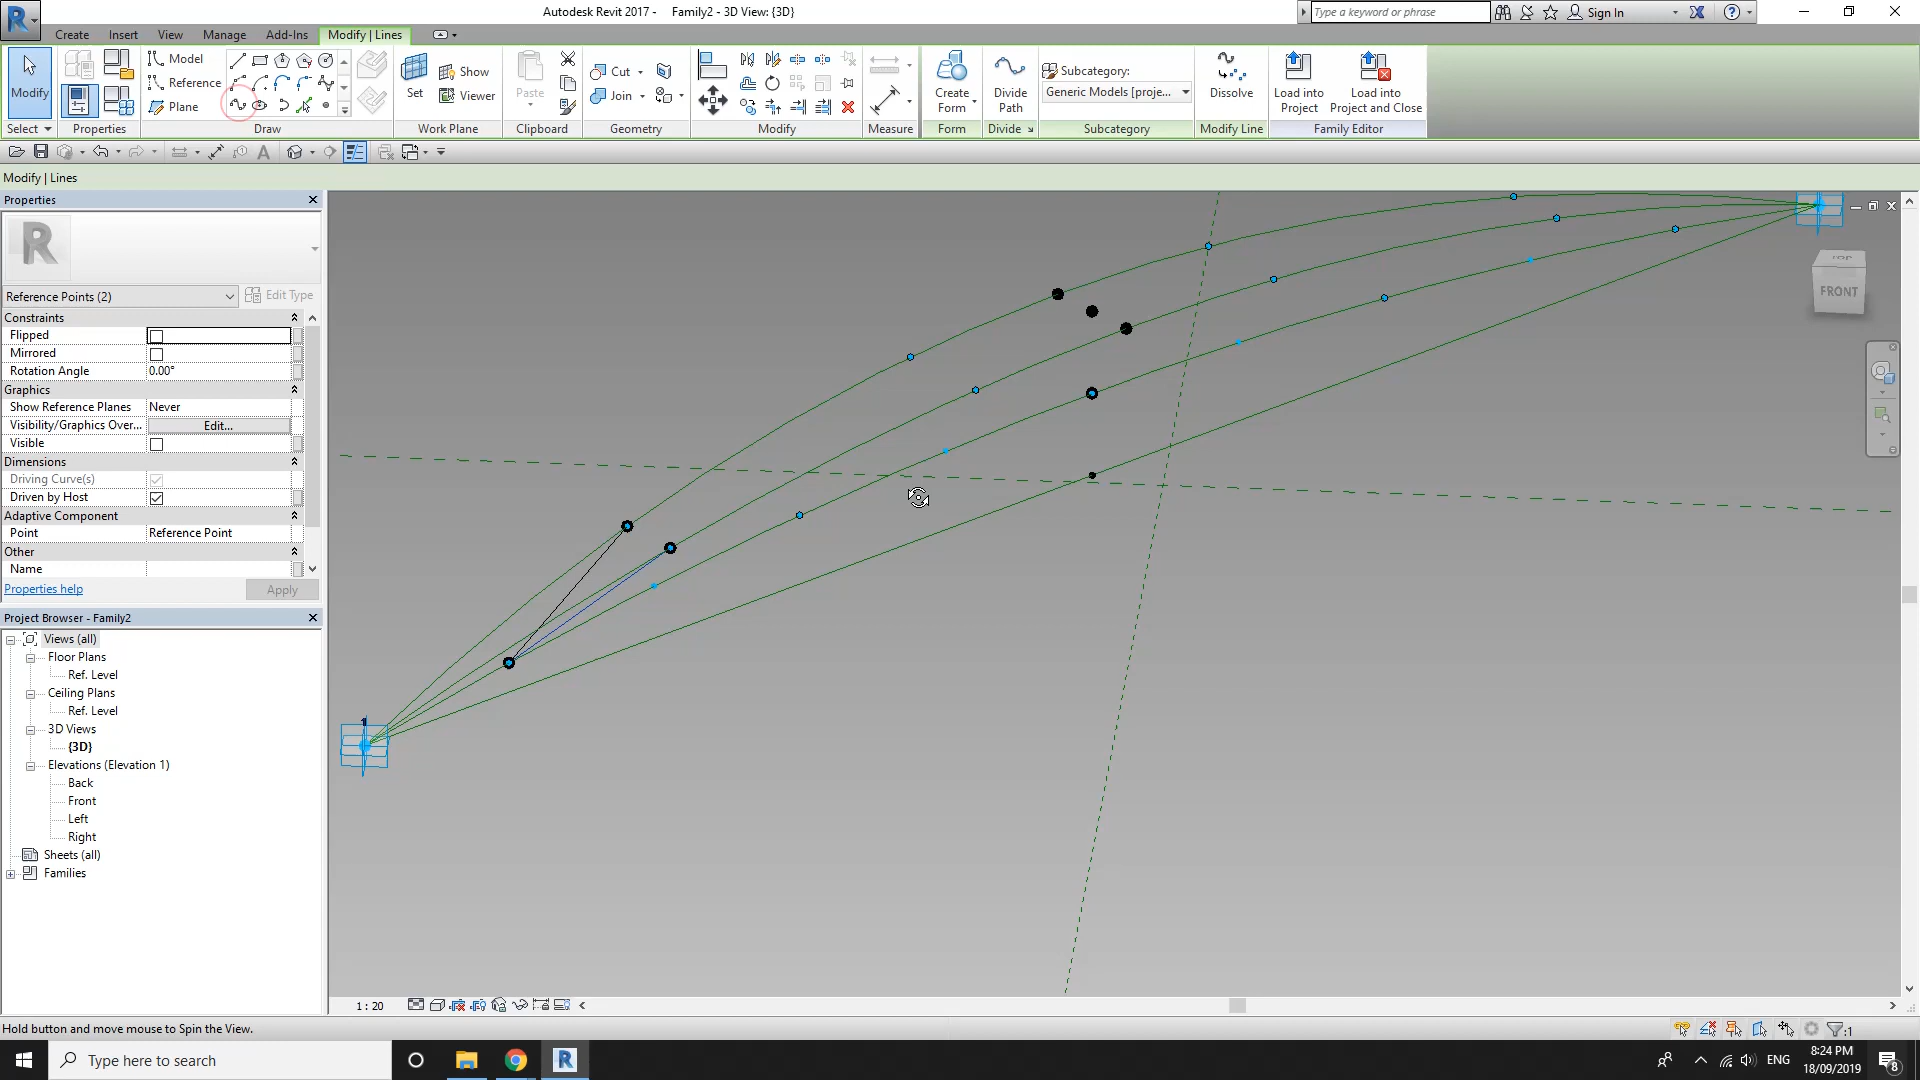 Autodesk Revit 2017 - Family2 - 3D View: {3D}
Type a keyword or phrase
Sign In
Create
Insert
View
Manage
Add-Ins
Modify | Lines
Modify
Model
Reference
Plane
Set
Show
Viewer
Paste
Cut
Join
Create Form
Divide Path
Subcategory:
Generic Models [proje...
Dissolve
Load into Project
Load into Project and Close
Select
Properties
Draw
Work Plane
Clipboard
Geometry
Modify
Measure
Form
Divide
Subcategory
Modify Line
Family Editor
Modify | Lines
Properties
Reference Points (2)
Edit Type
Constraints
Flipped
Mirrored
Rotation Angle 0.00°
Graphics
Show Reference Planes Never
Visibility/Graphics Over... Edit...
Visible
Dimensions
Driving Curve(s)
Driven by Host
Adaptive Component
Point Reference Point
Other
Name
Properties help
Apply
Project Browser - Family2
Views (all)
Floor Plans
Ref. Level
Ceiling Plans
Ref. Level
3D Views
{3D}
Elevations (Elevation 1)
Back
Front
Left
Right
Sheets (all)
Families
TOP
FRONT
1
1 : 20
Hold button and move mouse to Spin the View.
:1
Type here to search
ENG
8:24 PM
18/09/2019
8